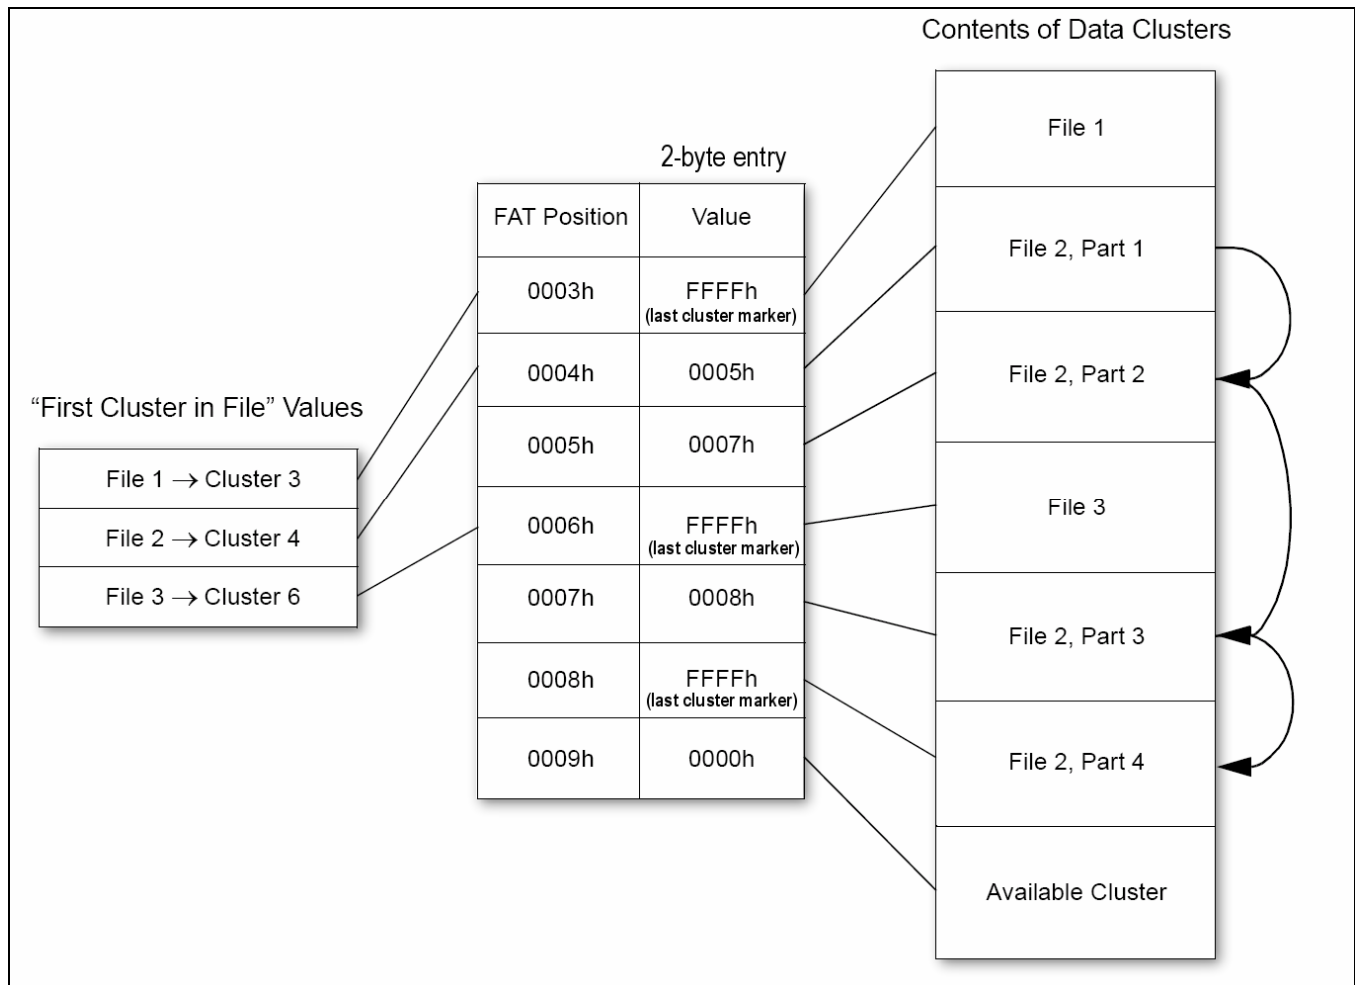 Contents of Data Clusters
File 1
File 2, Part 1
File 2, Part 2
File 3
File 2, Part 3
File 2, Part 4
Available Cluster
2-byte entry
FAT Position Value
0003h FFFFh
(last cluster marker)
0004h 0005h
0005h 0007h
0006h FFFFh
(last cluster marker)
0007h 0008h
0008h FFFFh
(last cluster marker)
0009h 0000h
“First Cluster in File” Values
File 1 → Cluster 3
File 2 → Cluster 4
File 3 → Cluster 6